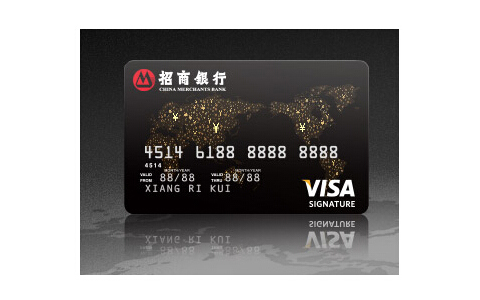 招商银行
CHINA MERCHANTS BANK
4514 6188 8888 8888
4514
MONTH/YEAR MONTH/YEAR
VALID FROM 88/88 VALID THRU 88/88
XIANG RI KUI
VISA
SIGNATURE